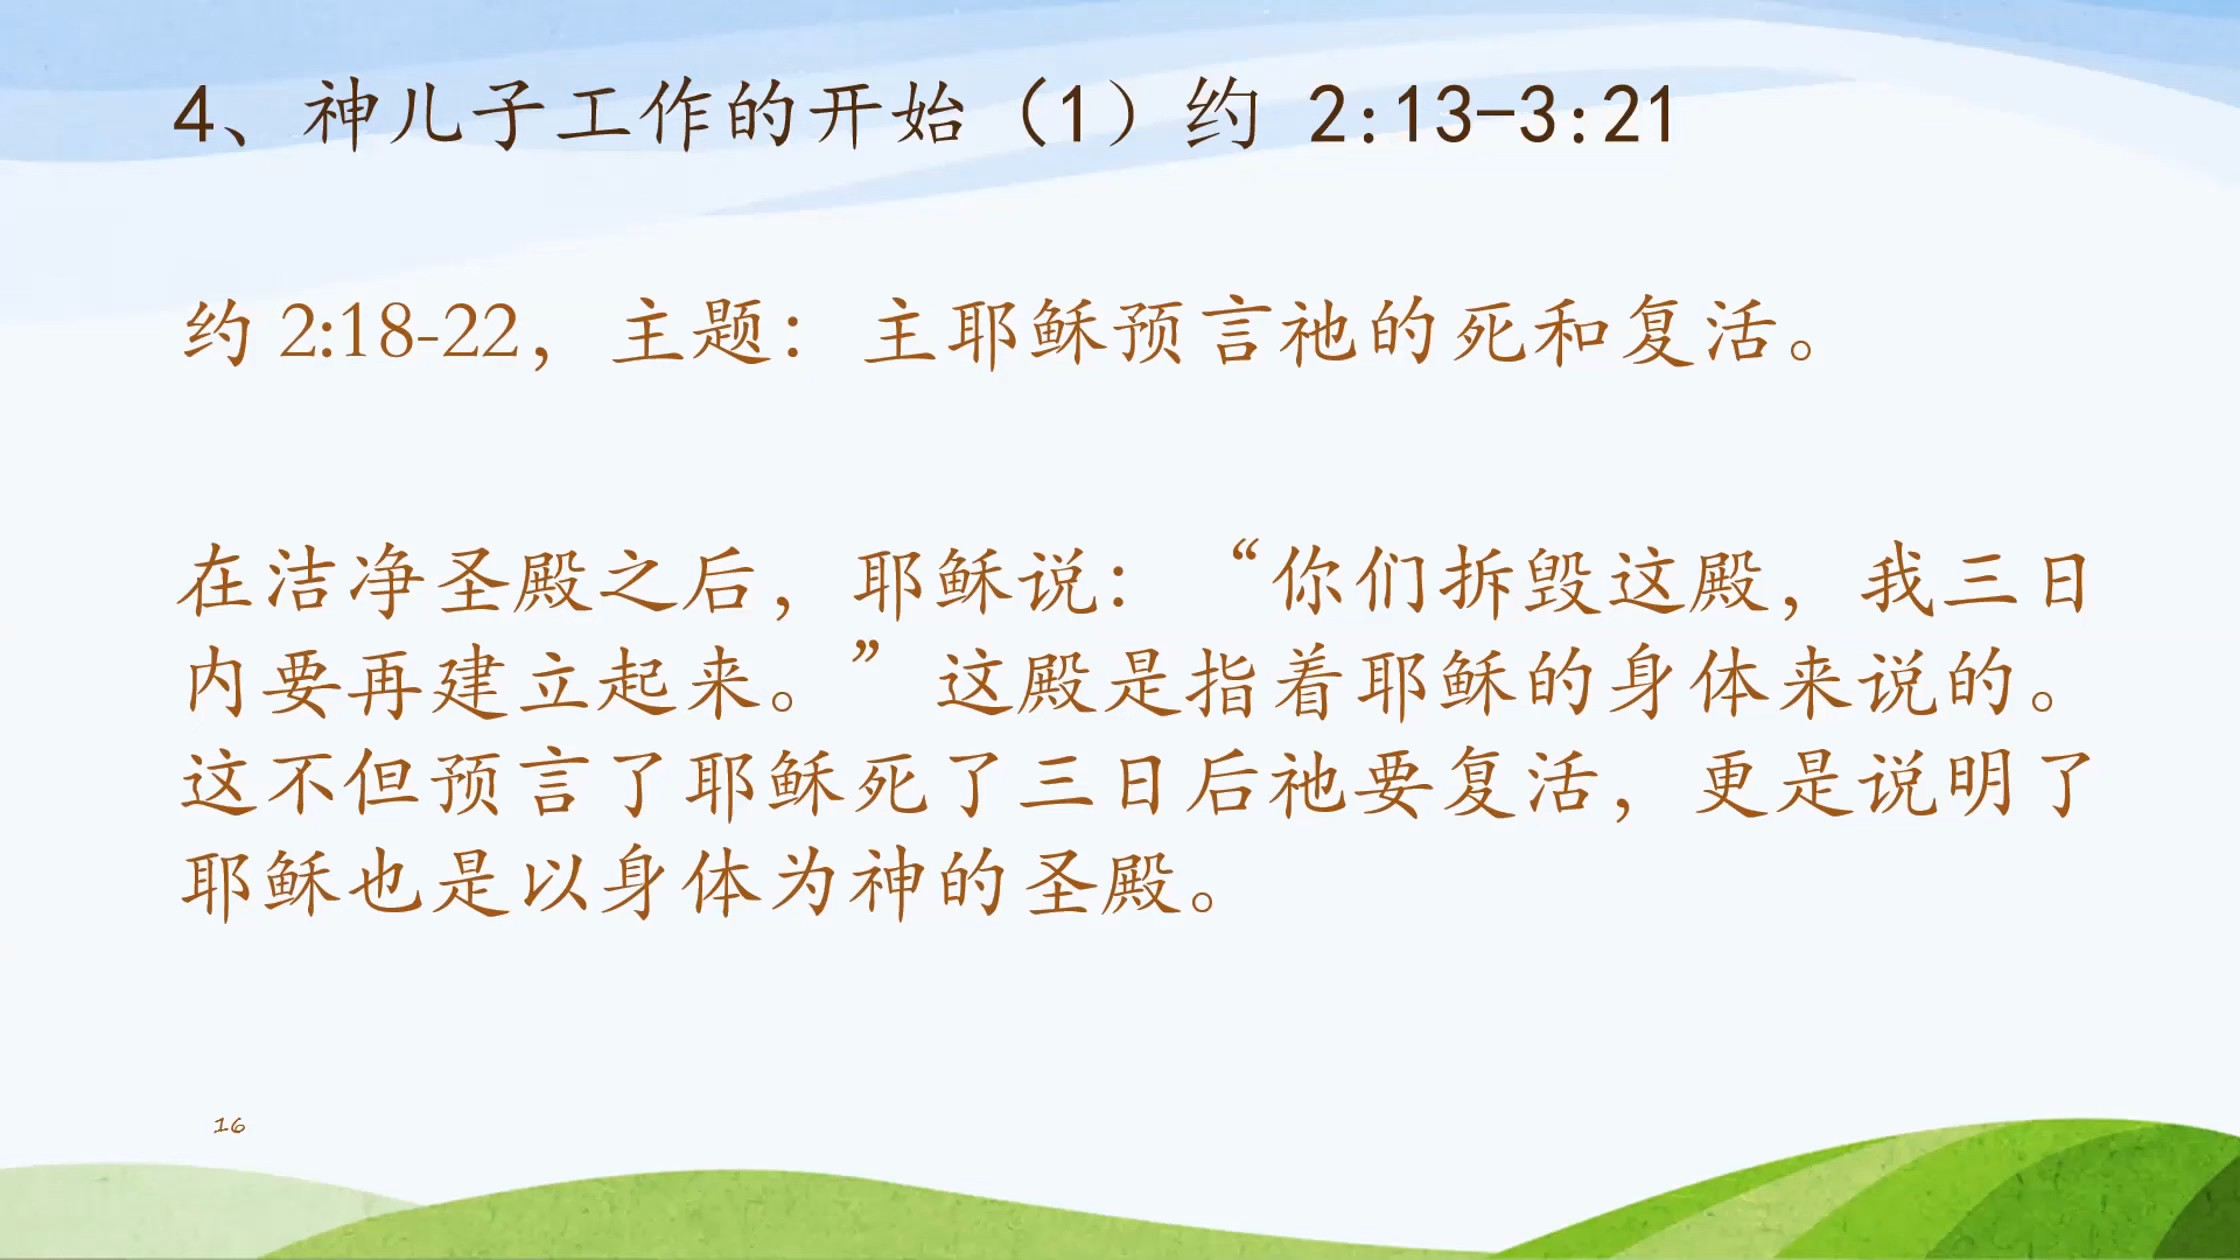 4、神儿子工作的开始（1）约 2:13-3:21
约 2:18-22，主题：主耶稣预言祂的死和复活。
在洁净圣殿之后，耶稣说：“你们拆毁这殿，我三日
内要再建立起来。”这殿是指着耶稣的身体来说的。
这不但预言了耶稣死了三日后祂要复活，更是说明了
耶稣也是以身体为神的圣殿。
16